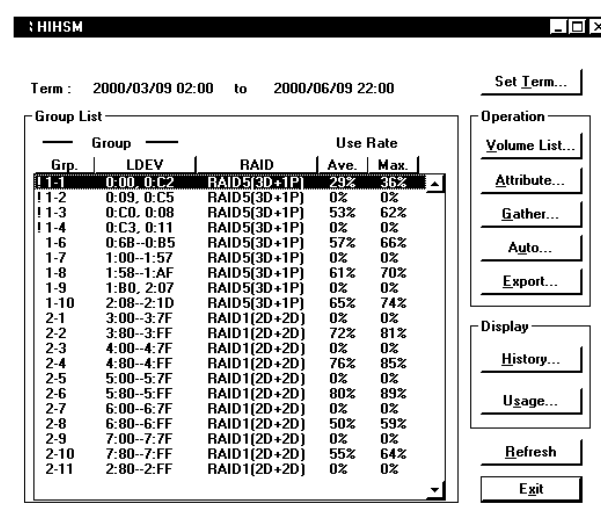 HIHSM
Term : 2000/03/09 02:00 to 2000/06/09 22:00
Set Term...
Group List
Group Use Rate
Grp. LDEV RAID Ave. Max.
! 1-1 0:00, 0:C2 RAID5(3D+1P) 29% 36%
! 1-2 0:09, 0:C5 RAID5(3D+1P) 0% 0%
! 1-3 0:C0, 0:08 RAID5(3D+1P) 53% 62%
! 1-4 0:C3, 0:11 RAID5(3D+1P) 0% 0%
1-6 0:6B--0:B5 RAID5(3D+1P) 57% 66%
1-7 1:00--1:57 RAID5(3D+1P) 0% 0%
1-8 1:58--1:AF RAID5(3D+1P) 61% 70%
1-9 1:B0, 2:07 RAID5(3D+1P) 0% 0%
1-10 2:08--2:1D RAID5(3D+1P) 65% 74%
2-1 3:00--3:7F RAID1(2D+2D) 0% 0%
2-2 3:80--3:FF RAID1(2D+2D) 72% 81%
2-3 4:00--4:7F RAID1(2D+2D) 0% 0%
2-4 4:80--4:FF RAID1(2D+2D) 76% 85%
2-5 5:00--5:7F RAID1(2D+2D) 0% 0%
2-6 5:80--5:FF RAID1(2D+2D) 80% 89%
2-7 6:00--6:7F RAID1(2D+2D) 0% 0%
2-8 6:80--6:FF RAID1(2D+2D) 50% 59%
2-9 7:00--7:7F RAID1(2D+2D) 0% 0%
2-10 7:80--7:FF RAID1(2D+2D) 55% 64%
2-11 2:80--2:FF RAID1(2D+2D) 0% 0%
Operation
Volume List...
Attribute...
Gather...
Auto...
Export...
Display
History...
Usage...
Refresh
Exit